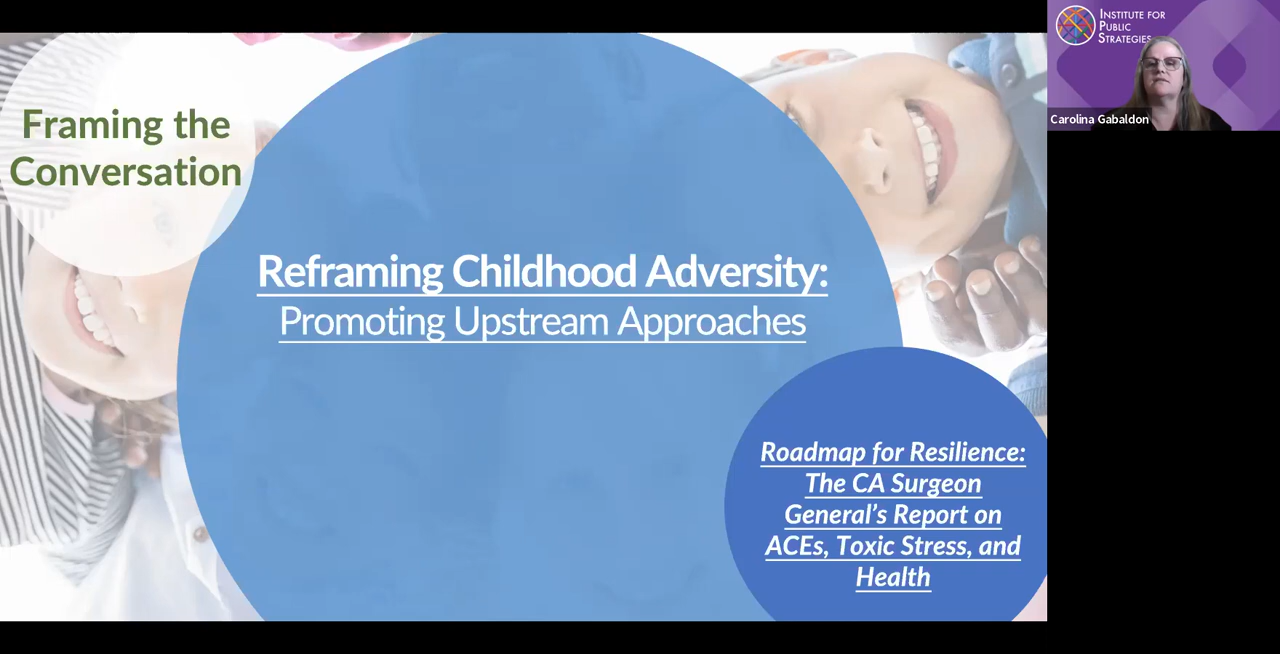 Framing the
Conversation
Reframing Childhood Adversity:
Promoting Upstream Approaches
Roadmap for Resilience:
The CA Surgeon
General’s Report on
ACEs, Toxic Stress, and
Health
INSTITUTE FOR
PUBLIC
STRATEGIES
Carolina Gabaldon